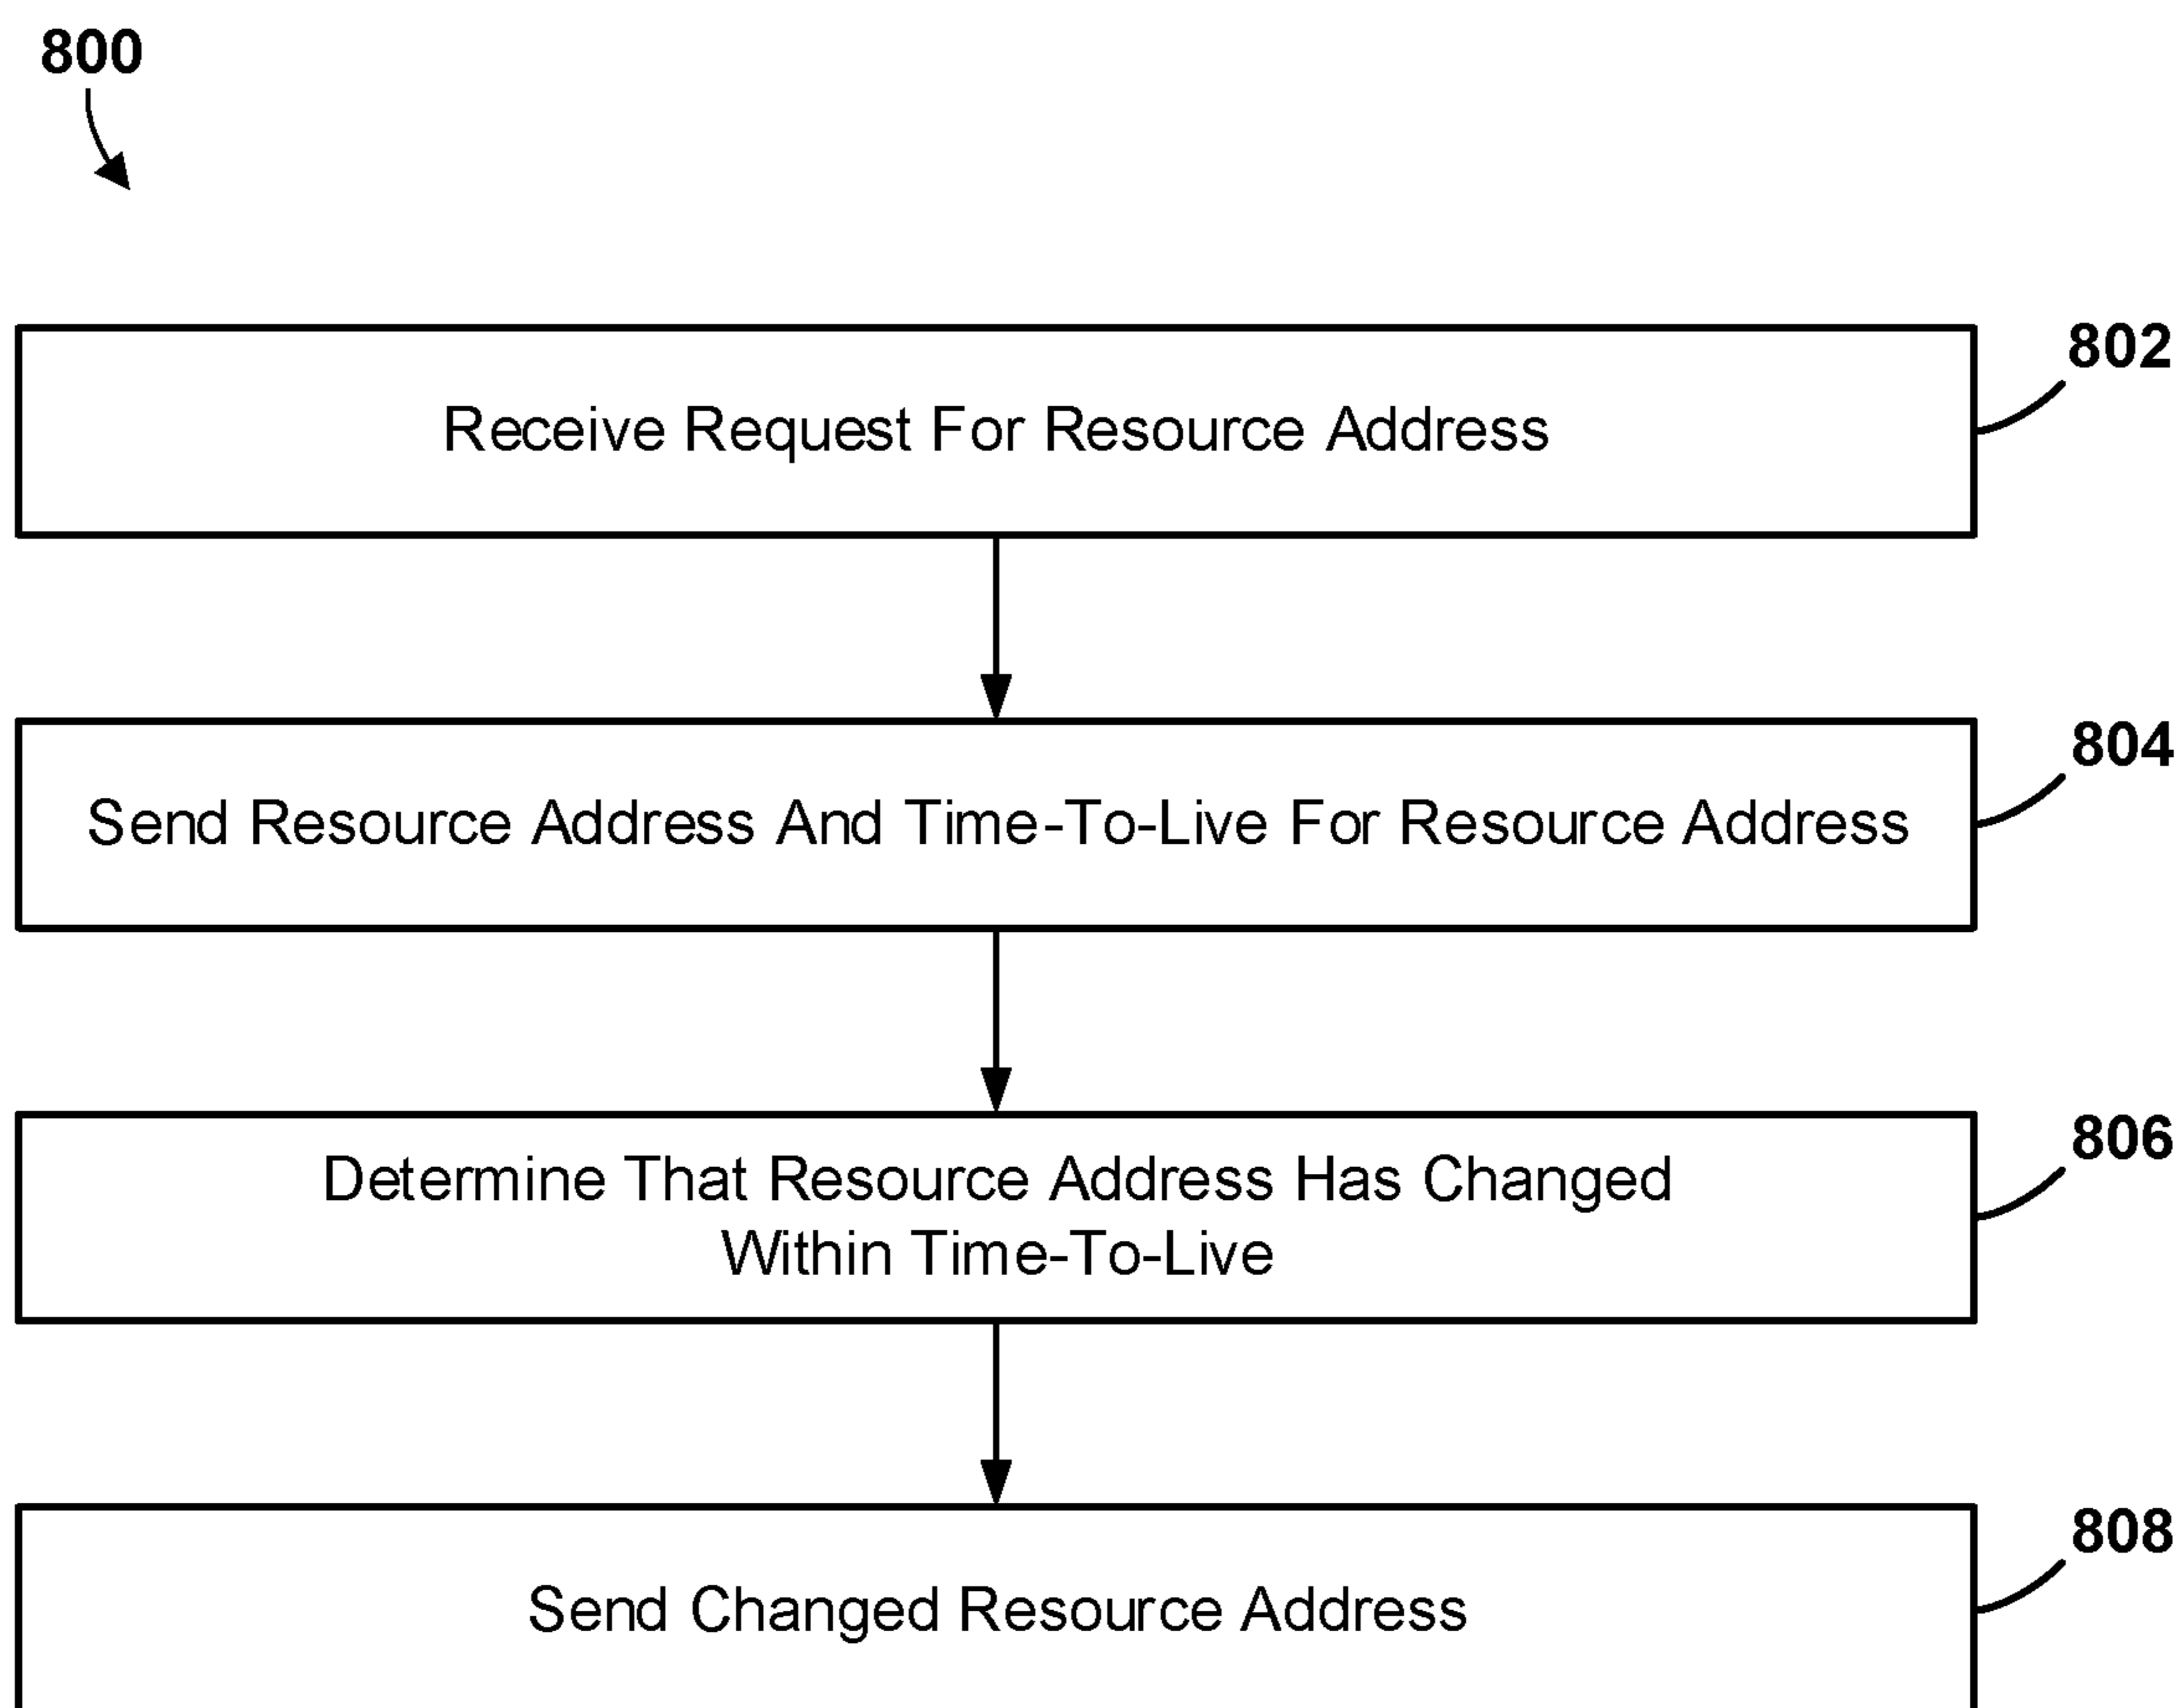 800
802
Receive Request For Resource Address
804
Send Resource Address And Time-To-Live For Resource Address
806
Determine That Resource Address Has Changed
Within Time-To-Live
808
Send Changed Resource Address